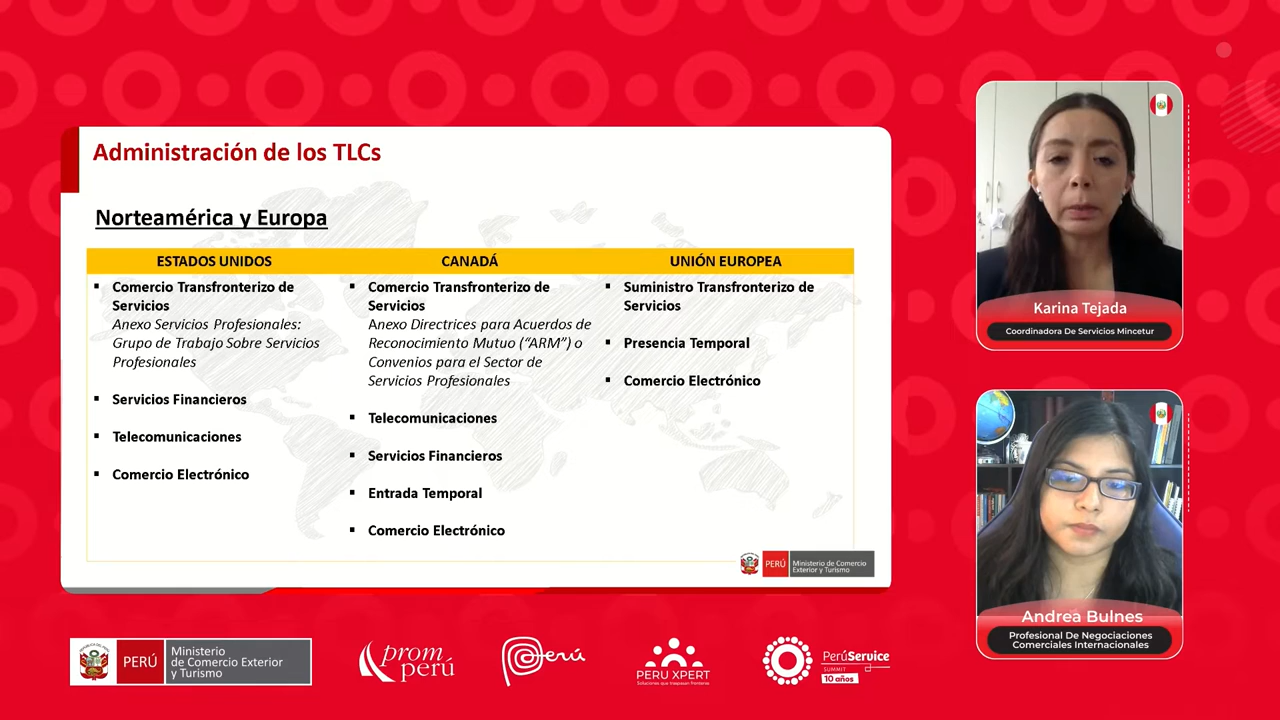 Administración de los TLCs
Norteamérica y Europa
ESTADOS UNIDOS
Comercio Transfronterizo de
Servicios
Anexo Servicios Profesionales:
Grupo de Trabajo Sobre Servicios
Profesionales
Servicios Financieros
Telecomunicaciones
Comercio Electrónico
CANADÁ
Comercio Transfronterizo de
Servicios
Anexo Directrices para Acuerdos de
Reconocimiento Mutuo (“ARM”) o
Convenios para el Sector de
Servicios Profesionales
Telecomunicaciones
Servicios Financieros
Entrada Temporal
Comercio Electrónico
UNIÓN EUROPEA
Suministro Transfronterizo de
Servicios
Presencia Temporal
Comercio Electrónico
PERÚ
Ministerio de Comercio
Exterior y Turismo
Karina Tejada
Coordinadora De Servicios Mincetur
Andrea Bulnes
Profesional De Negociaciones
Comerciales Internacionales
PERÚ
Ministerio
de Comercio Exterior
y Turismo
prom
perú
Perú
PERU XPERT
Soluciones que traspasan fronteras
PerúService
SUMMIT
10 años